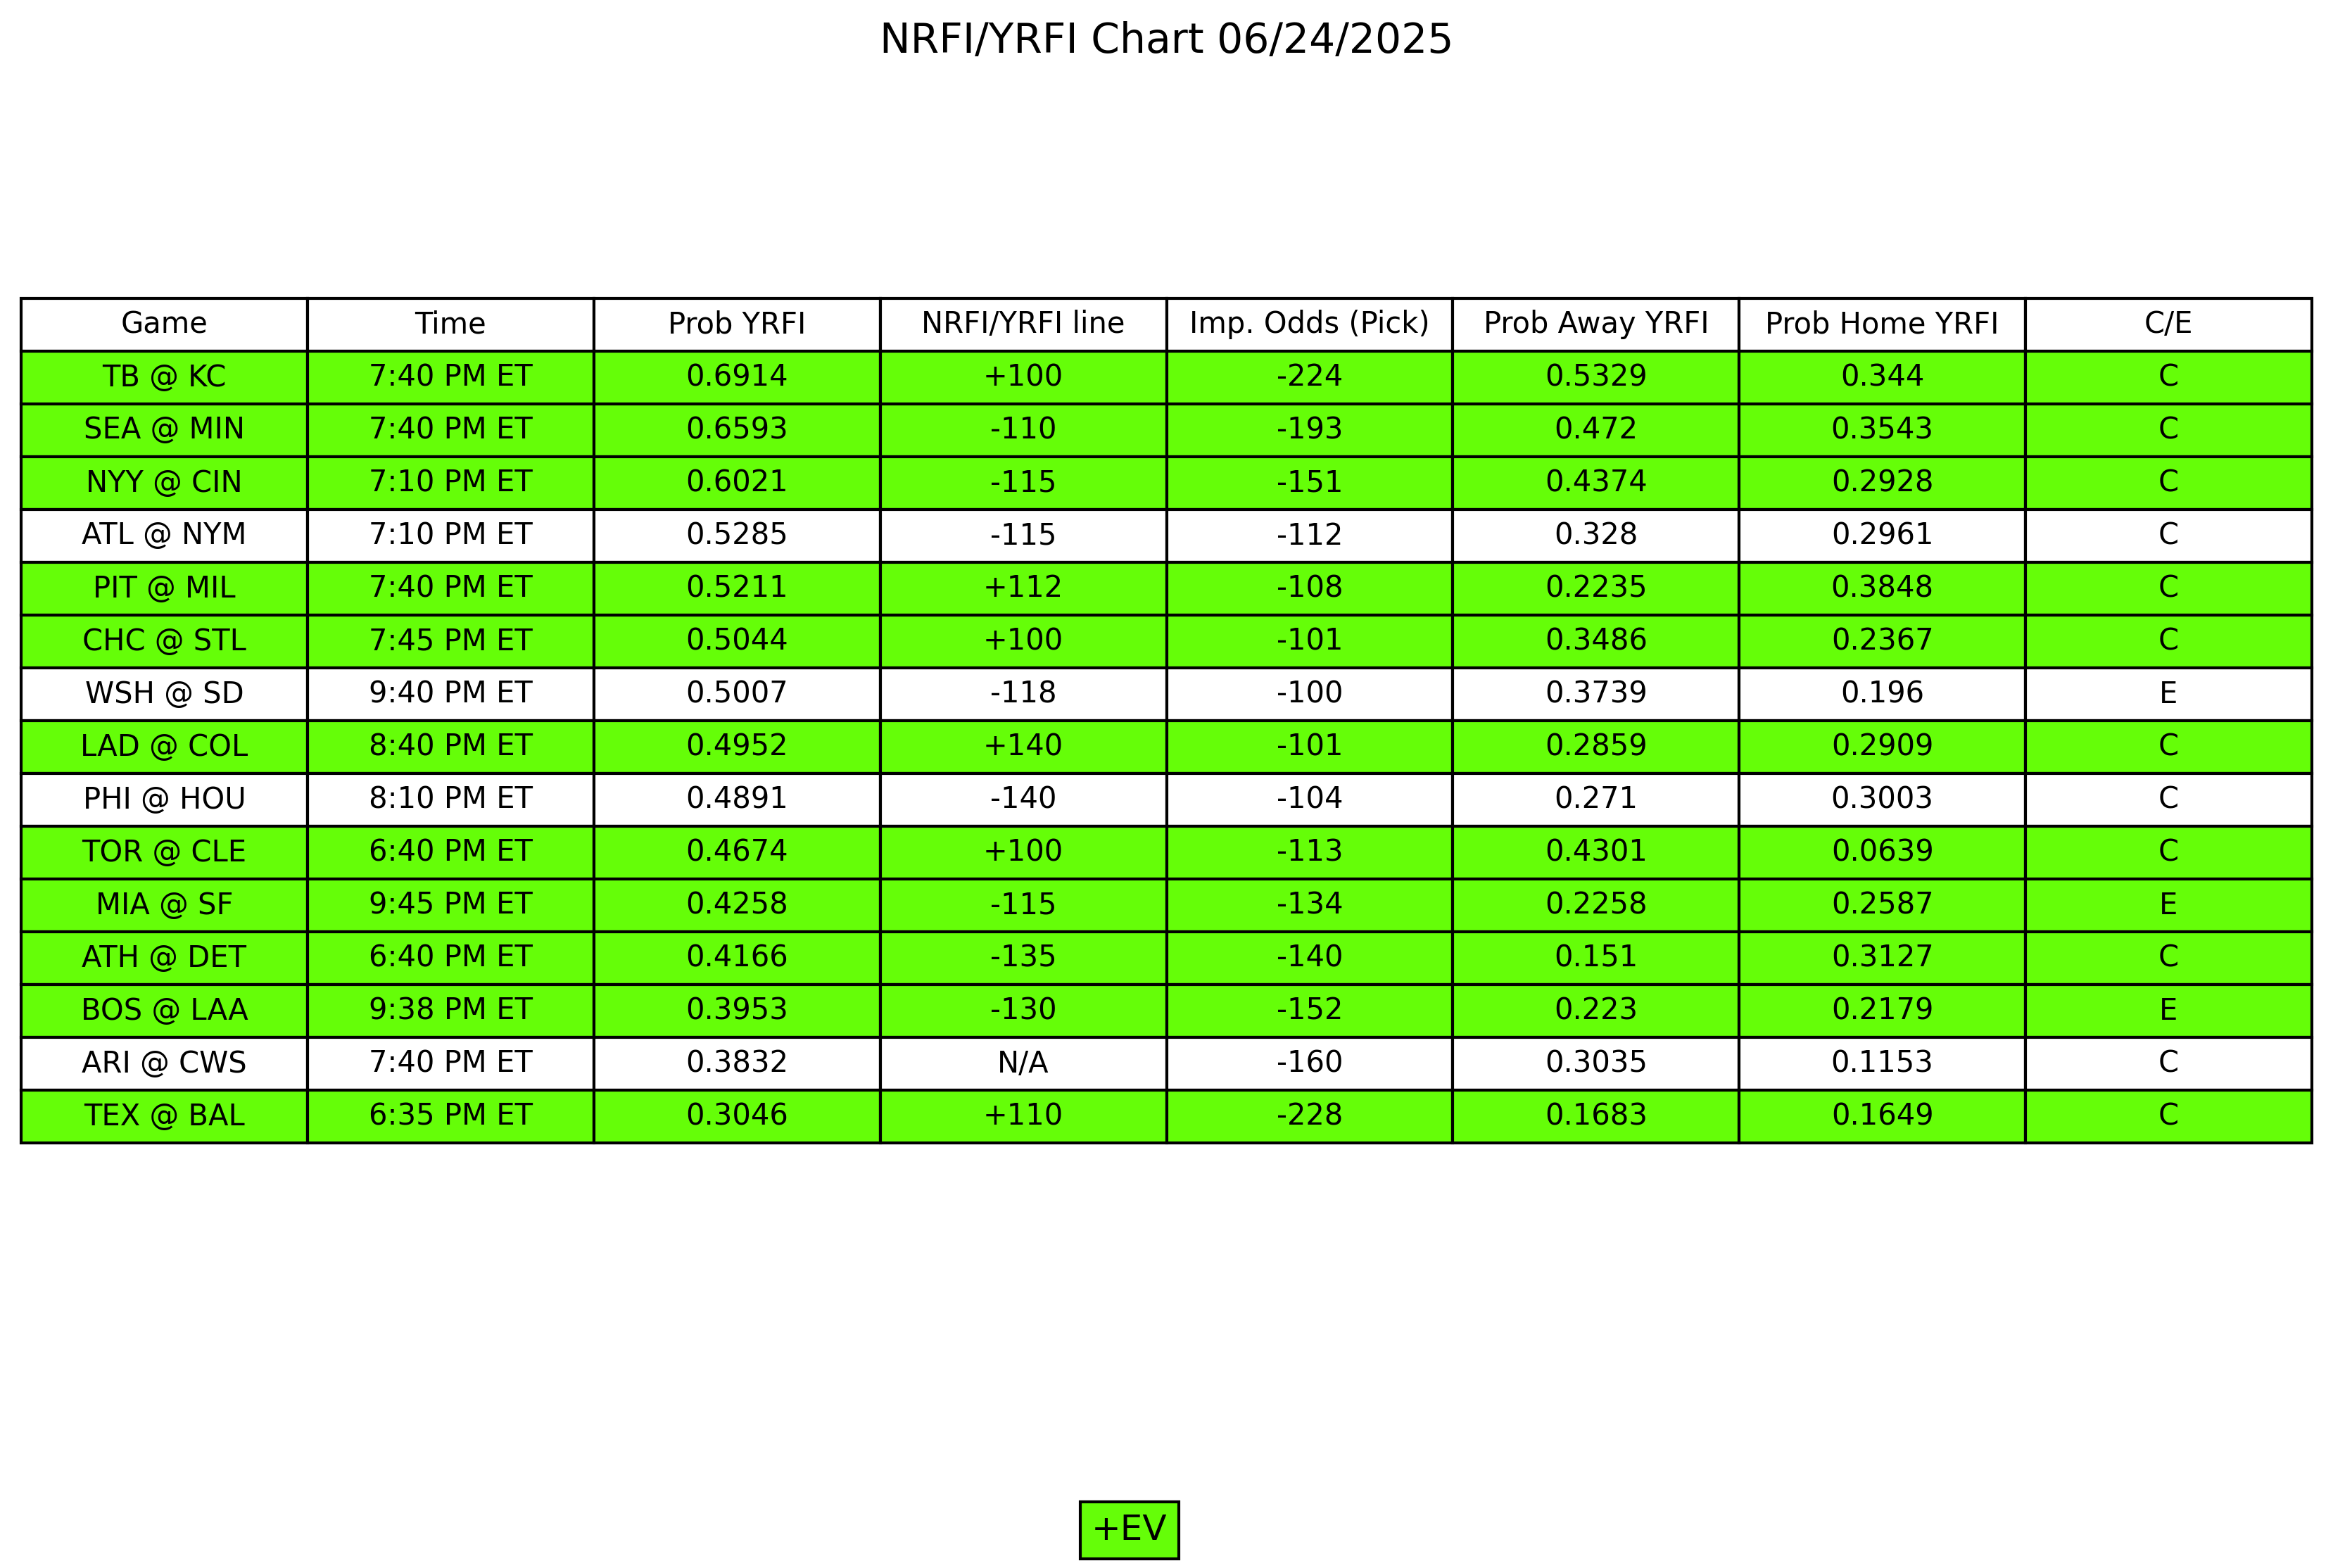 NRFI/YRFI Chart 06/24/2025
Game Time Prob YRFI NRFI/YRFI line Imp. Odds (Pick) Prob Away YRFI Prob Home YRFI C/E
TB @ KC 7:40 PM ET 0.6914 +100 -224 0.5329 0.344 C
SEA @ MIN 7:40 PM ET 0.6593 -110 -193 0.472 0.3543 C
NYY @ CIN 7:10 PM ET 0.6021 -115 -151 0.4374 0.2928 C
ATL @ NYM 7:10 PM ET 0.5285 -115 -112 0.328 0.2961 C
PIT @ MIL 7:40 PM ET 0.5211 +112 -108 0.2235 0.3848 C
CHC @ STL 7:45 PM ET 0.5044 +100 -101 0.3486 0.2367 C
WSH @ SD 9:40 PM ET 0.5007 -118 -100 0.3739 0.196 E
LAD @ COL 8:40 PM ET 0.4952 +140 -101 0.2859 0.2909 C
PHI @ HOU 8:10 PM ET 0.4891 -140 -104 0.271 0.3003 C
TOR @ CLE 6:40 PM ET 0.4674 +100 -113 0.4301 0.0639 C
MIA @ SF 9:45 PM ET 0.4258 -115 -134 0.2258 0.2587 E
ATH @ DET 6:40 PM ET 0.4166 -135 -140 0.151 0.3127 C
BOS @ LAA 9:38 PM ET 0.3953 -130 -152 0.223 0.2179 E
ARI @ CWS 7:40 PM ET 0.3832 N/A -160 0.3035 0.1153 C
TEX @ BAL 6:35 PM ET 0.3046 +110 -228 0.1683 0.1649 C
+EV